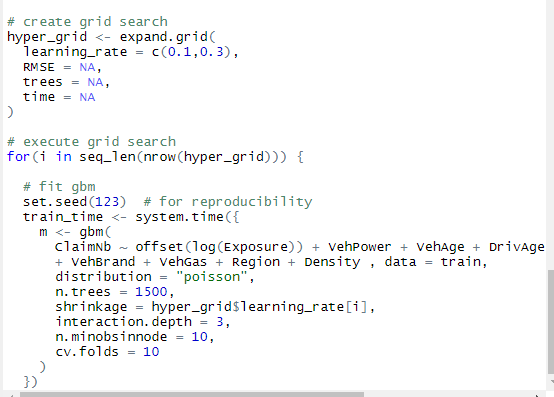 # create grid search
hyper_grid <- expand.grid(
  learning_rate = c(0.1,0.3),
  RMSE = NA,
  trees = NA,
  time = NA
)
# execute grid search
for(i in seq_len(nrow(hyper_grid))) {
  # fit gbm
  set.seed(123)  # for reproducibility
  train_time <- system.time({
    m <- gbm(
      ClaimNb ~ offset(log(Exposure)) + VehPower + VehAge + DrivAge
      + VehBrand + VehGas + Region + Density , data = train,
      distribution = "poisson",
      n.trees = 1500,
      shrinkage = hyper_grid$learning_rate[i],
      interaction.depth = 3,
      n.minobsinnode = 10,
      cv.folds = 10
    )
  })